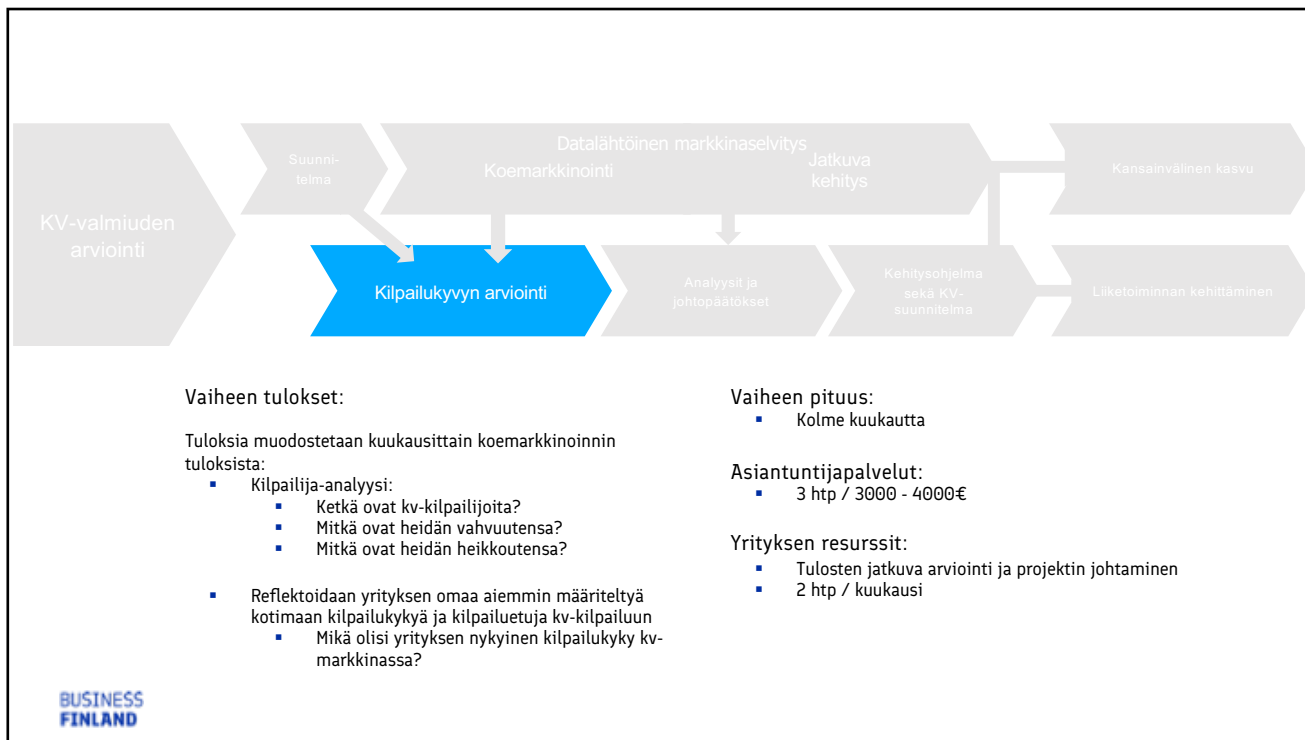 KV-valmiuden
arviointi
Suunni-
telma
Datalähtöinen markkinaselvitys
Koemarkkinointi
Jatkuva
kehitys
Kansainvälinen kasvu
Kilpailukyvyn arviointi
Analyysit ja
johtopäätökset
Kehitysohjelma
sekä KV-
suunnitelma
Liiketoiminnan kehittäminen
Vaiheen tulokset:
Tuloksia muodostetaan kuukausittain koemarkkinoinnin
tuloksista:
▪ Kilpailija-analyysi:
▪ Ketkä ovat kv-kilpailijoita?
▪ Mitkä ovat heidän vahvuutensa?
▪ Mitkä ovat heidän heikkoutensa?
▪ Reflektoidaan yrityksen omaa aiemmin määriteltyä
kotimaan kilpailukykyä ja kilpailuetuja kv-kilpailuun
▪ Mikä olisi yrityksen nykyinen kilpailukyky kv-
markkinassa?
Vaiheen pituus:
▪ Kolme kuukautta
Asiantuntijapalvelut:
▪ 3 htp / 3000 - 4000€
Yrityksen resurssit:
▪ Tulosten jatkuva arviointi ja projektin johtaminen
▪ 2 htp / kuukausi
BUSINESS
FINLAND